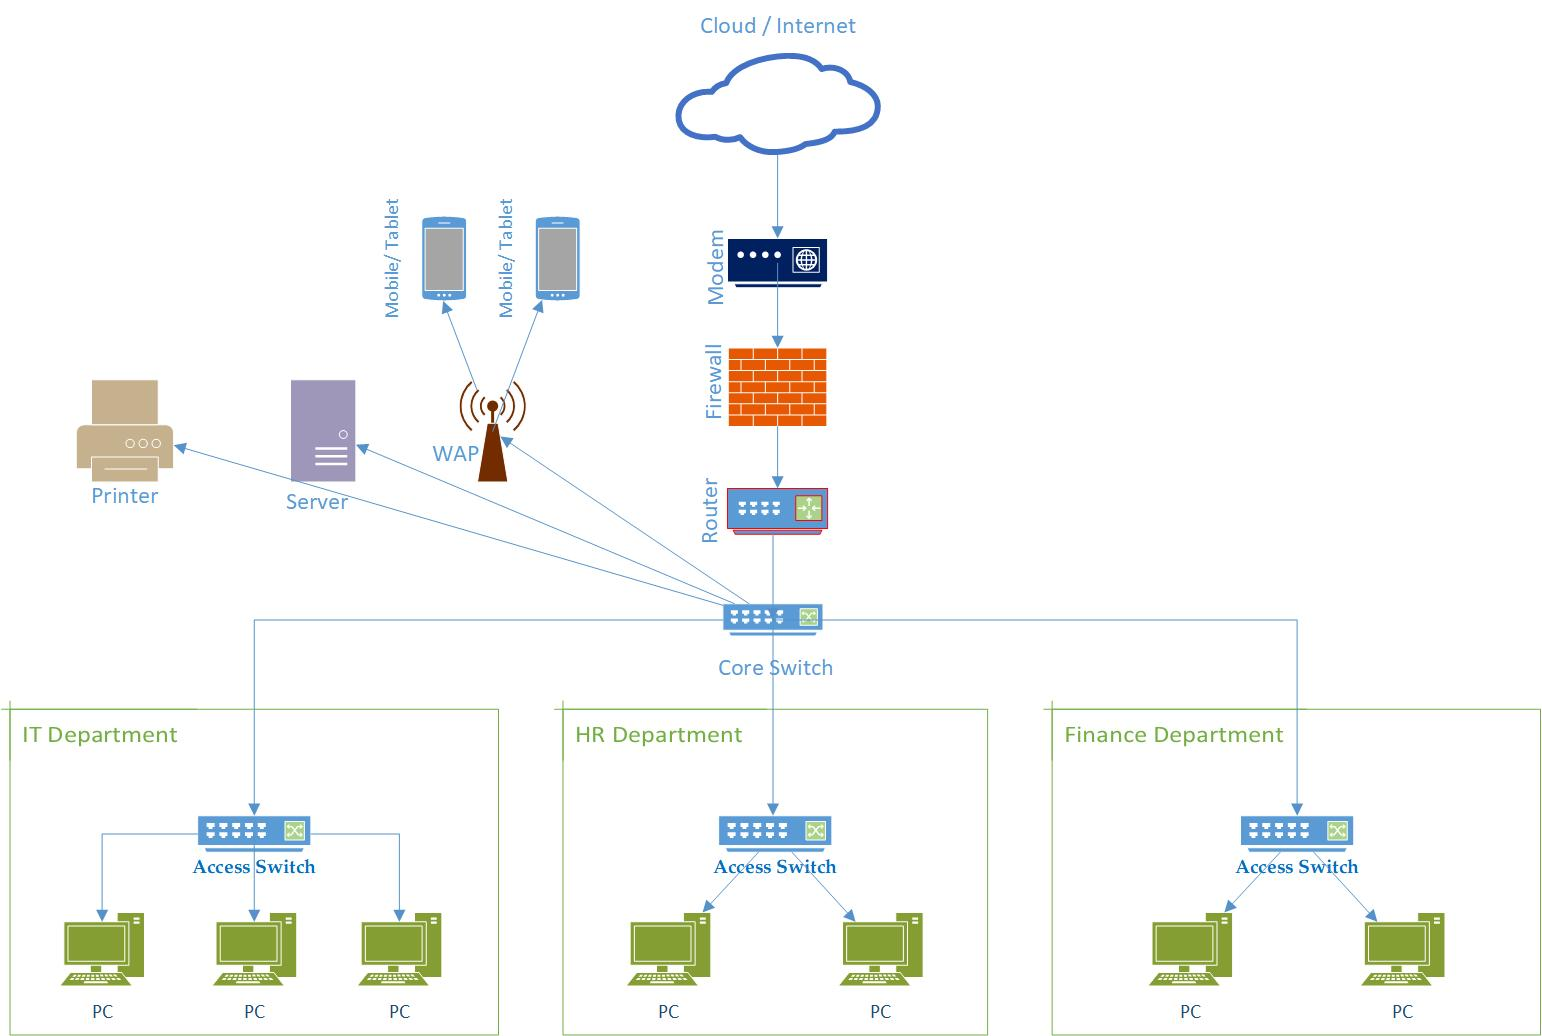 Cloud / Internet
Mobile/ Tablet
Mobile/ Tablet
Modem
Firewall
WAP
Printer
Server
Router
Core Switch
IT Department
HR Department
Finance Department
Access Switch
Access Switch
Access Switch
PC
PC
PC
PC
PC
PC
PC